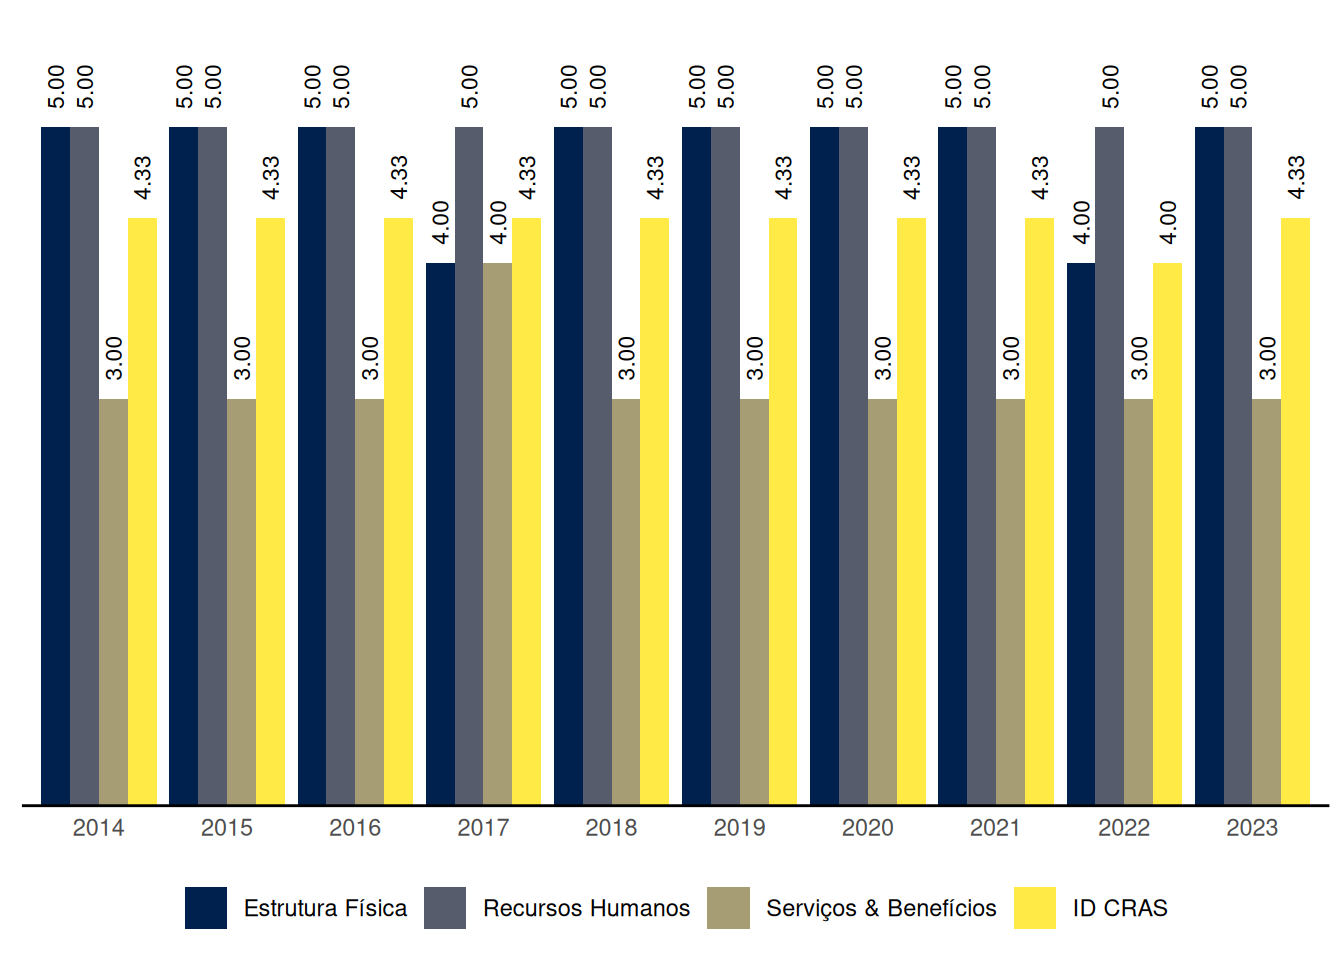 5.00 5.00 5.00 5.00 5.00 5.00 5.00 5.00 5.00 5.00 5.00 5.00 5.00 5.00 5.00 5.00 5.00 5.00
4.33 4.33 4.33 4.33 4.33 4.33 4.33 4.33 4.33
4.00 4.00 4.00 4.00
3.00 3.00 3.00 3.00 3.00 3.00 3.00 3.00 3.00
2014 2015 2016 2017 2018 2019 2020 2021 2022 2023
Estrutura Física Recursos Humanos Serviços & Benefícios ID CRAS